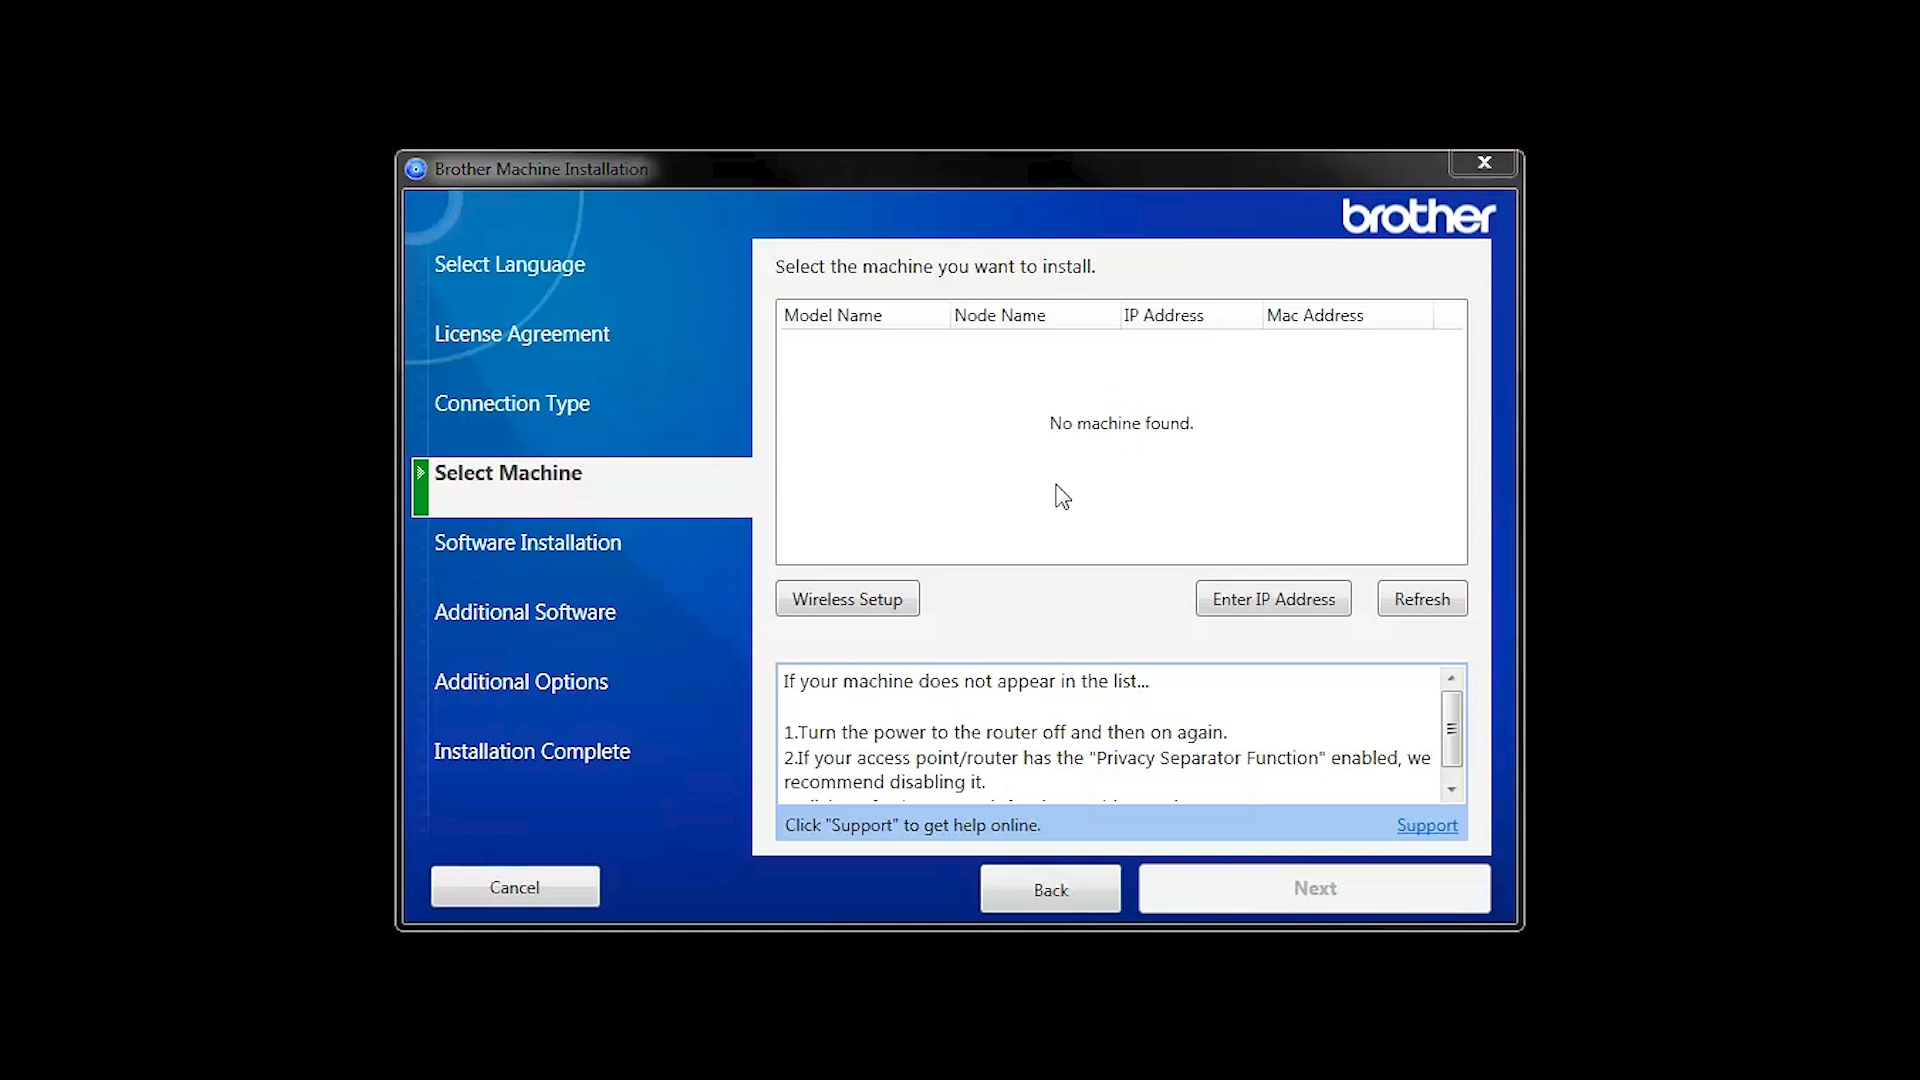 Brother Machine Installation
X
brother
Select Language
License Agreement
Connection Type
Select Machine
Software Installation
Additional Software
Additional Options
Installation Complete
Select the machine you want to install.
Model Name Node Name IP Address Mac Address
No machine found.
Wireless Setup Enter IP Address Refresh
If your machine does not appear in the list...
1.Turn the power to the router off and then on again.
2.If your access point/router has the "Privacy Separator Function" enabled, we
recommend disabling it.
Click "Support" to get help online. Support
Cancel Back Next